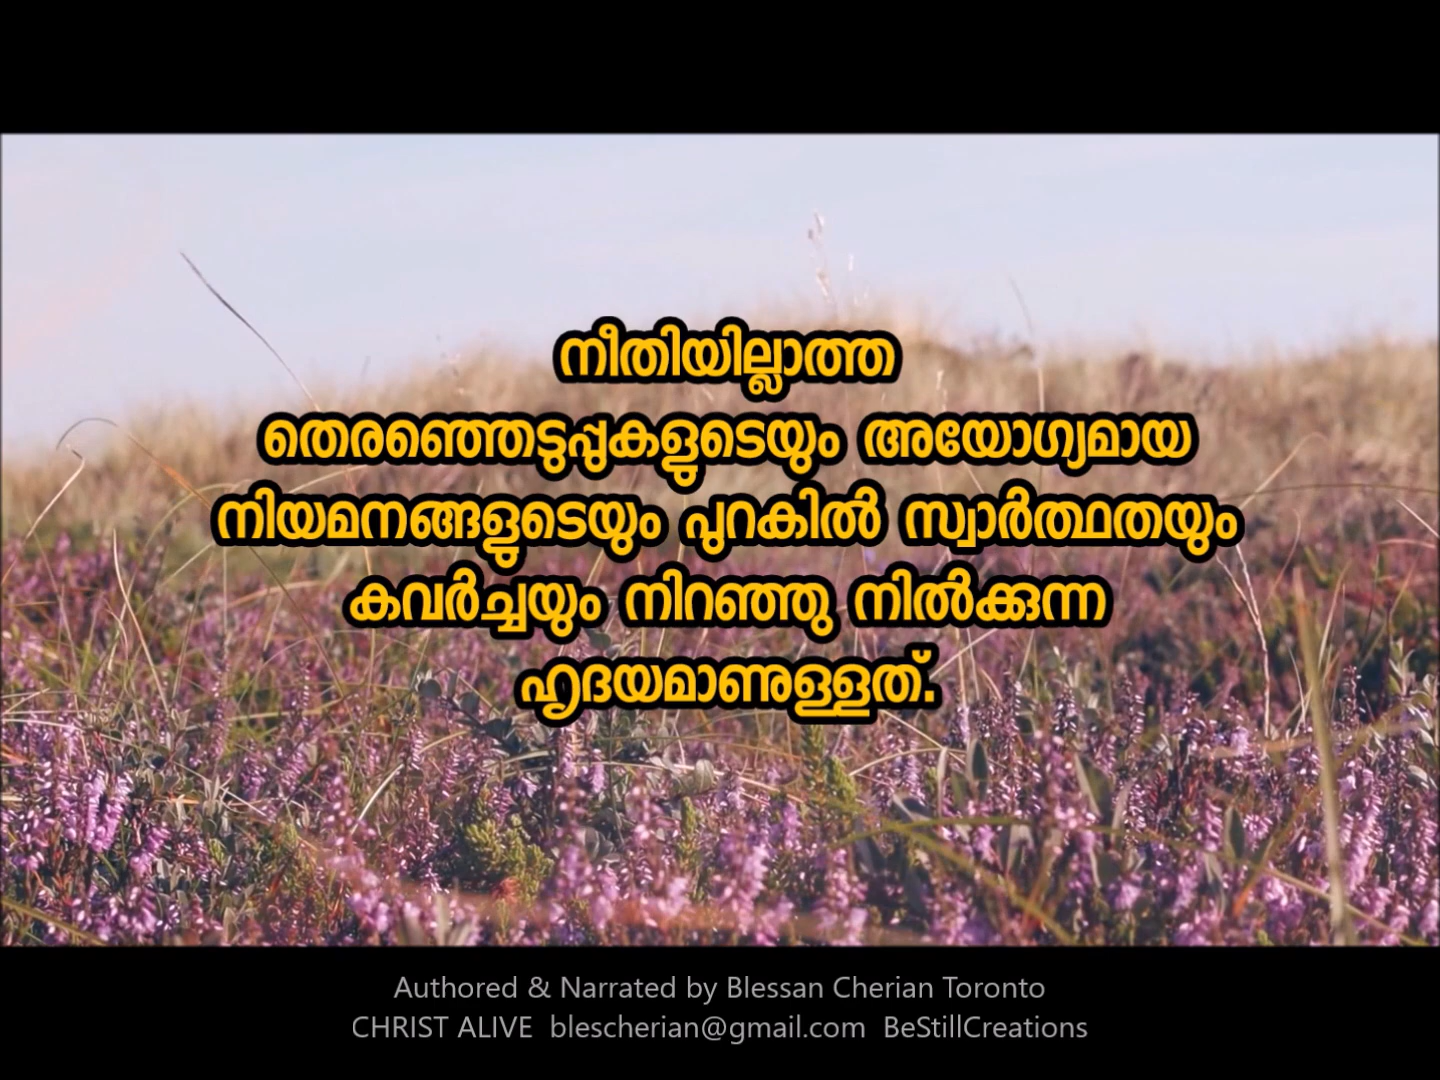 നീതിയില്ലാത്ത
തെരഞ്ഞെടുപ്പുകളുടെയും അയോഗ്യമായ
നിയമനങ്ങളുടെയും പുറകിൽ സ്വാർത്ഥതയും
കവർച്ചയും നിറഞ്ഞു നിൽക്കുന്ന
ഹൃദയമാണുള്ളത്.
Authored & Narrated by Blessan Cherian Toronto
CHRIST ALIVE  blescherian@gmail.com  BeStillCreations